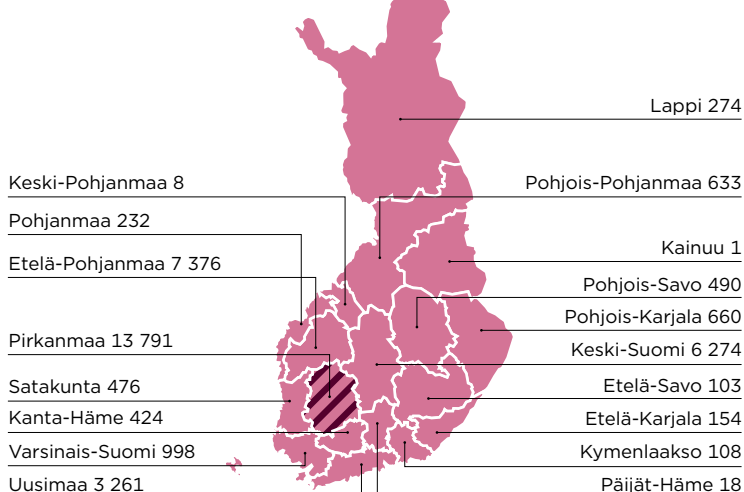 Lappi 274
Keski-Pohjanmaa 8
Pohjois-Pohjanmaa 633
Pohjanmaa 232
Kainuu 1
Etelä-Pohjanmaa 7 376
Pohjois-Savo 490
Pohjois-Karjala 660
Pirkanmaa 13 791
Keski-Suomi 6 274
Satakunta 476
Etelä-Savo 103
Kanta-Häme 424
Etelä-Karjala 154
Varsinais-Suomi 998
Kymenlaakso 108
Uusimaa 3 261
Päijät-Häme 18